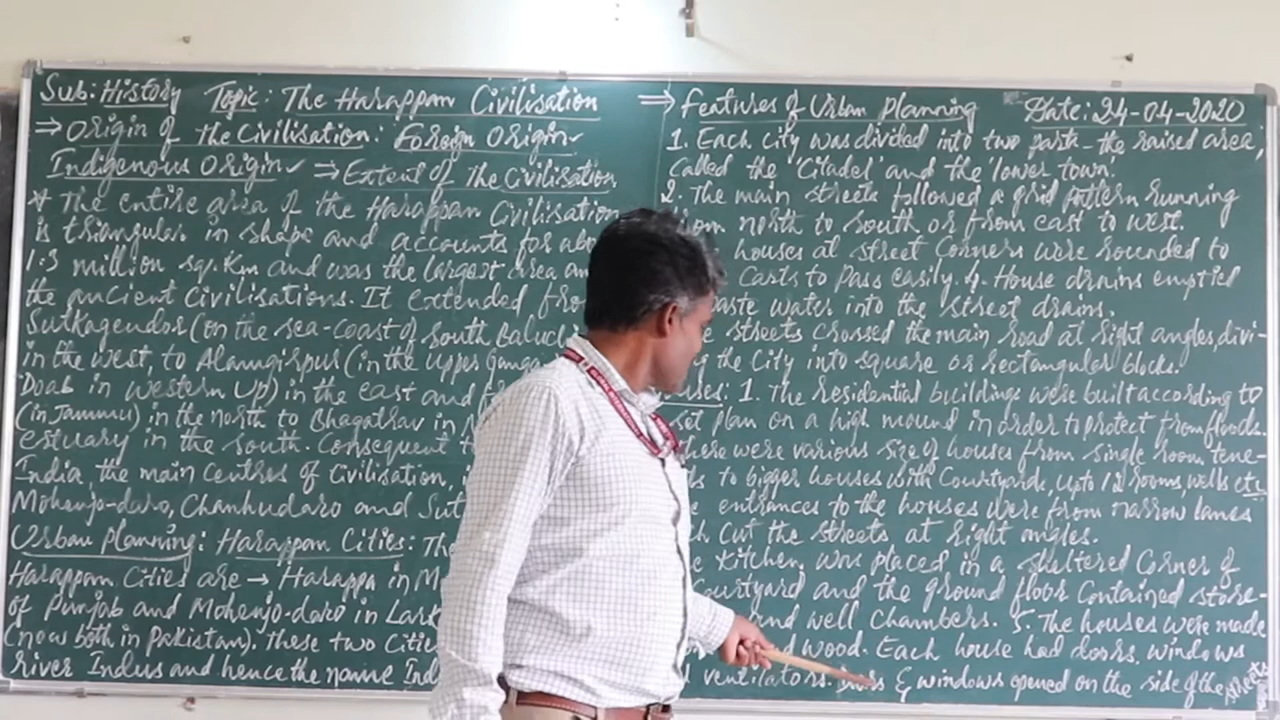 Sub: History Topic: The Harappan Civilisation
⇒ Origin of the Civilisation: Foreign Origin
Indigenous Origin ⇒ Extent of The Civilisation
* The entire area of the Harappan Civilisation
is triangular in shape and accounts for
1.3 million sq. Km and was the largest area
the ancient Civilisations. It extended
Sutkagendor (on the sea-coast of South
in the west, to Alamgirpur (in the upper
Doab in western Up) in the east and
(in Jammu) in the north to Bhagatrav in
estuary in the south. Consequent
India the main centres of Civilisation,
Mohenjo-daro, Chanhudaro and
Urban Planning: Harappan Cities: The
Harappan Cities are → Harappa in
of Punjab and Mohenjo-daro in
(now both in Pakistan). These two Cities
river Indus and hence the name
⇒ Features of Urban Planning Date: 24-04-2020
1. Each City was divided into two parts - the raised area,
called the 'Citadel' and the 'lower town'.
2. The main streets followed a grid pattern running
from north to south or from east to west.
houses at street Corners were rounded to
Carts to pass easily. 4. House drains emptied
waste water into the street drains.
streets crossed the main road at right angles, divi-
the City into square or rectangular blocks.
1. The residential buildings were built according to
set plan on a high mound in order to protect from floods.
There were various size of houses from single room tene-
to bigger houses with Courtyards, upto 12 rooms, wells etc.
entrances to the houses were from narrow lanes
cut the streets at right angles.
Kitchen was placed in a sheltered Corner of
Courtyard and the ground floor Contained store-
and well Chambers. 5. The houses were made
wood. Each house had doors, windows
ventilators. & windows opened on the side of the streets